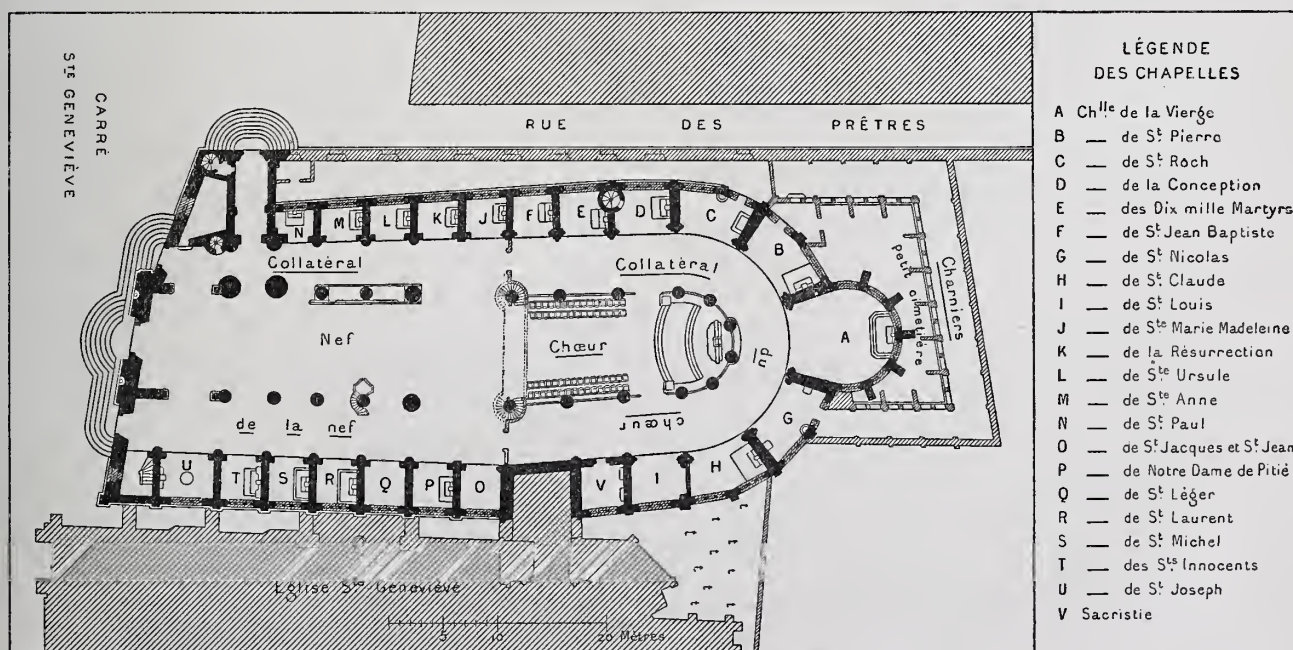 CARRÉ
STE GENEVIÈVE
RUE DES PRÊTRES
N M L K J F E D C B
Collatéral
Collatéral
Petit cimetière
Charniers
Nef
Chœur
A
du
chœur
de la nef
G
U T S R Q P O V I H
Eglise Ste Geneviève
5 10 20 Mètres
LÉGENDE
DES CHAPELLES
A Chlle de la Vierge
B — de St Pierre
C — de St Roch
D — de la Conception
E — des Dix mille Martyrs
F — de St Jean Baptiste
G — de St Nicolas
H — de St Claude
I — de St Louis
J — de Ste Marie Madeleine
K — de la Résurrection
L — de Ste Ursule
M — de Ste Anne
N — de St Paul
O — de St Jacques et St Jean
P — de Notre Dame de Pitié
Q — de St Léger
R — de St Laurent
S — de St Michel
T — des Sts Innocents
U — de St Joseph
V Sacristie